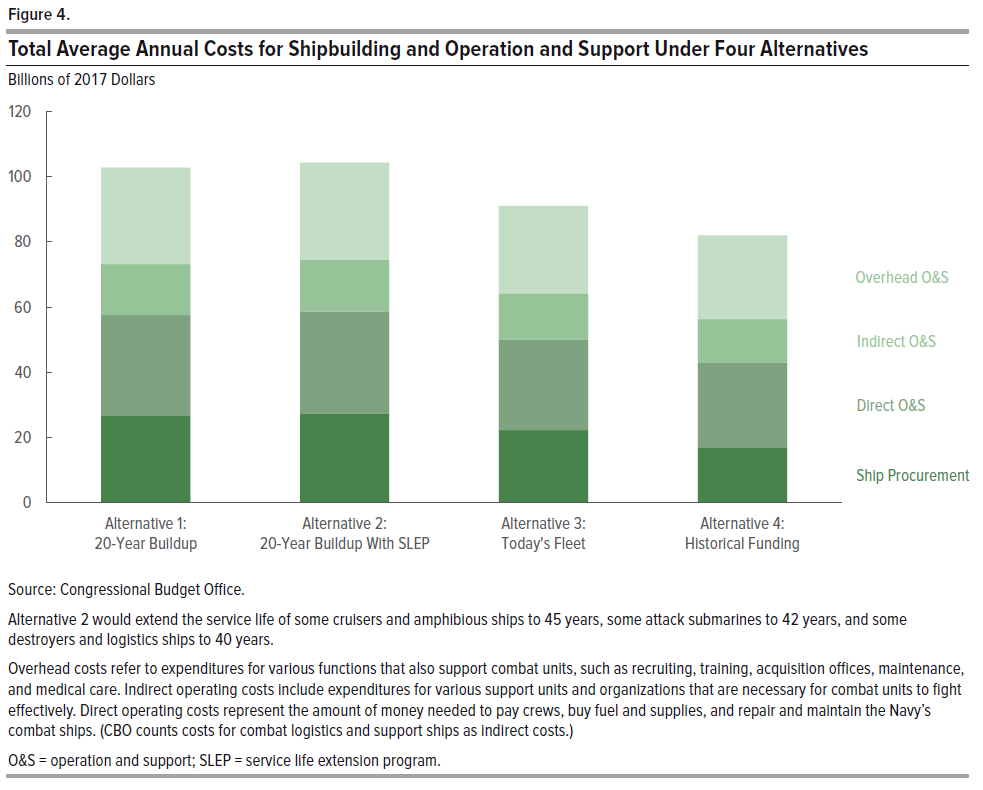 Figure 4.
Total Average Annual Costs for Shipbuilding and Operation and Support Under Four Alternatives
Billions of 2017 Dollars
120
100
80
60
40
20
0
Overhead O&S
Indirect O&S
Direct O&S
Ship Procurement
Alternative 1:
20-Year Buildup
Alternative 2:
20-Year Buildup With SLEP
Alternative 3:
Today's Fleet
Alternative 4:
Historical Funding
Source: Congressional Budget Office.
Alternative 2 would extend the service life of some cruisers and amphibious ships to 45 years, some attack submarines to 42 years, and some
destroyers and logistics ships to 40 years.
Overhead costs refer to expenditures for various functions that also support combat units, such as recruiting, training, acquisition offices, maintenance,
and medical care. Indirect operating costs include expenditures for various support units and organizations that are necessary for combat units to fight
effectively. Direct operating costs represent the amount of money needed to pay crews, buy fuel and supplies, and repair and maintain the Navy’s
combat ships. (CBO counts costs for combat logistics and support ships as indirect costs.)
O&S = operation and support; SLEP = service life extension program.